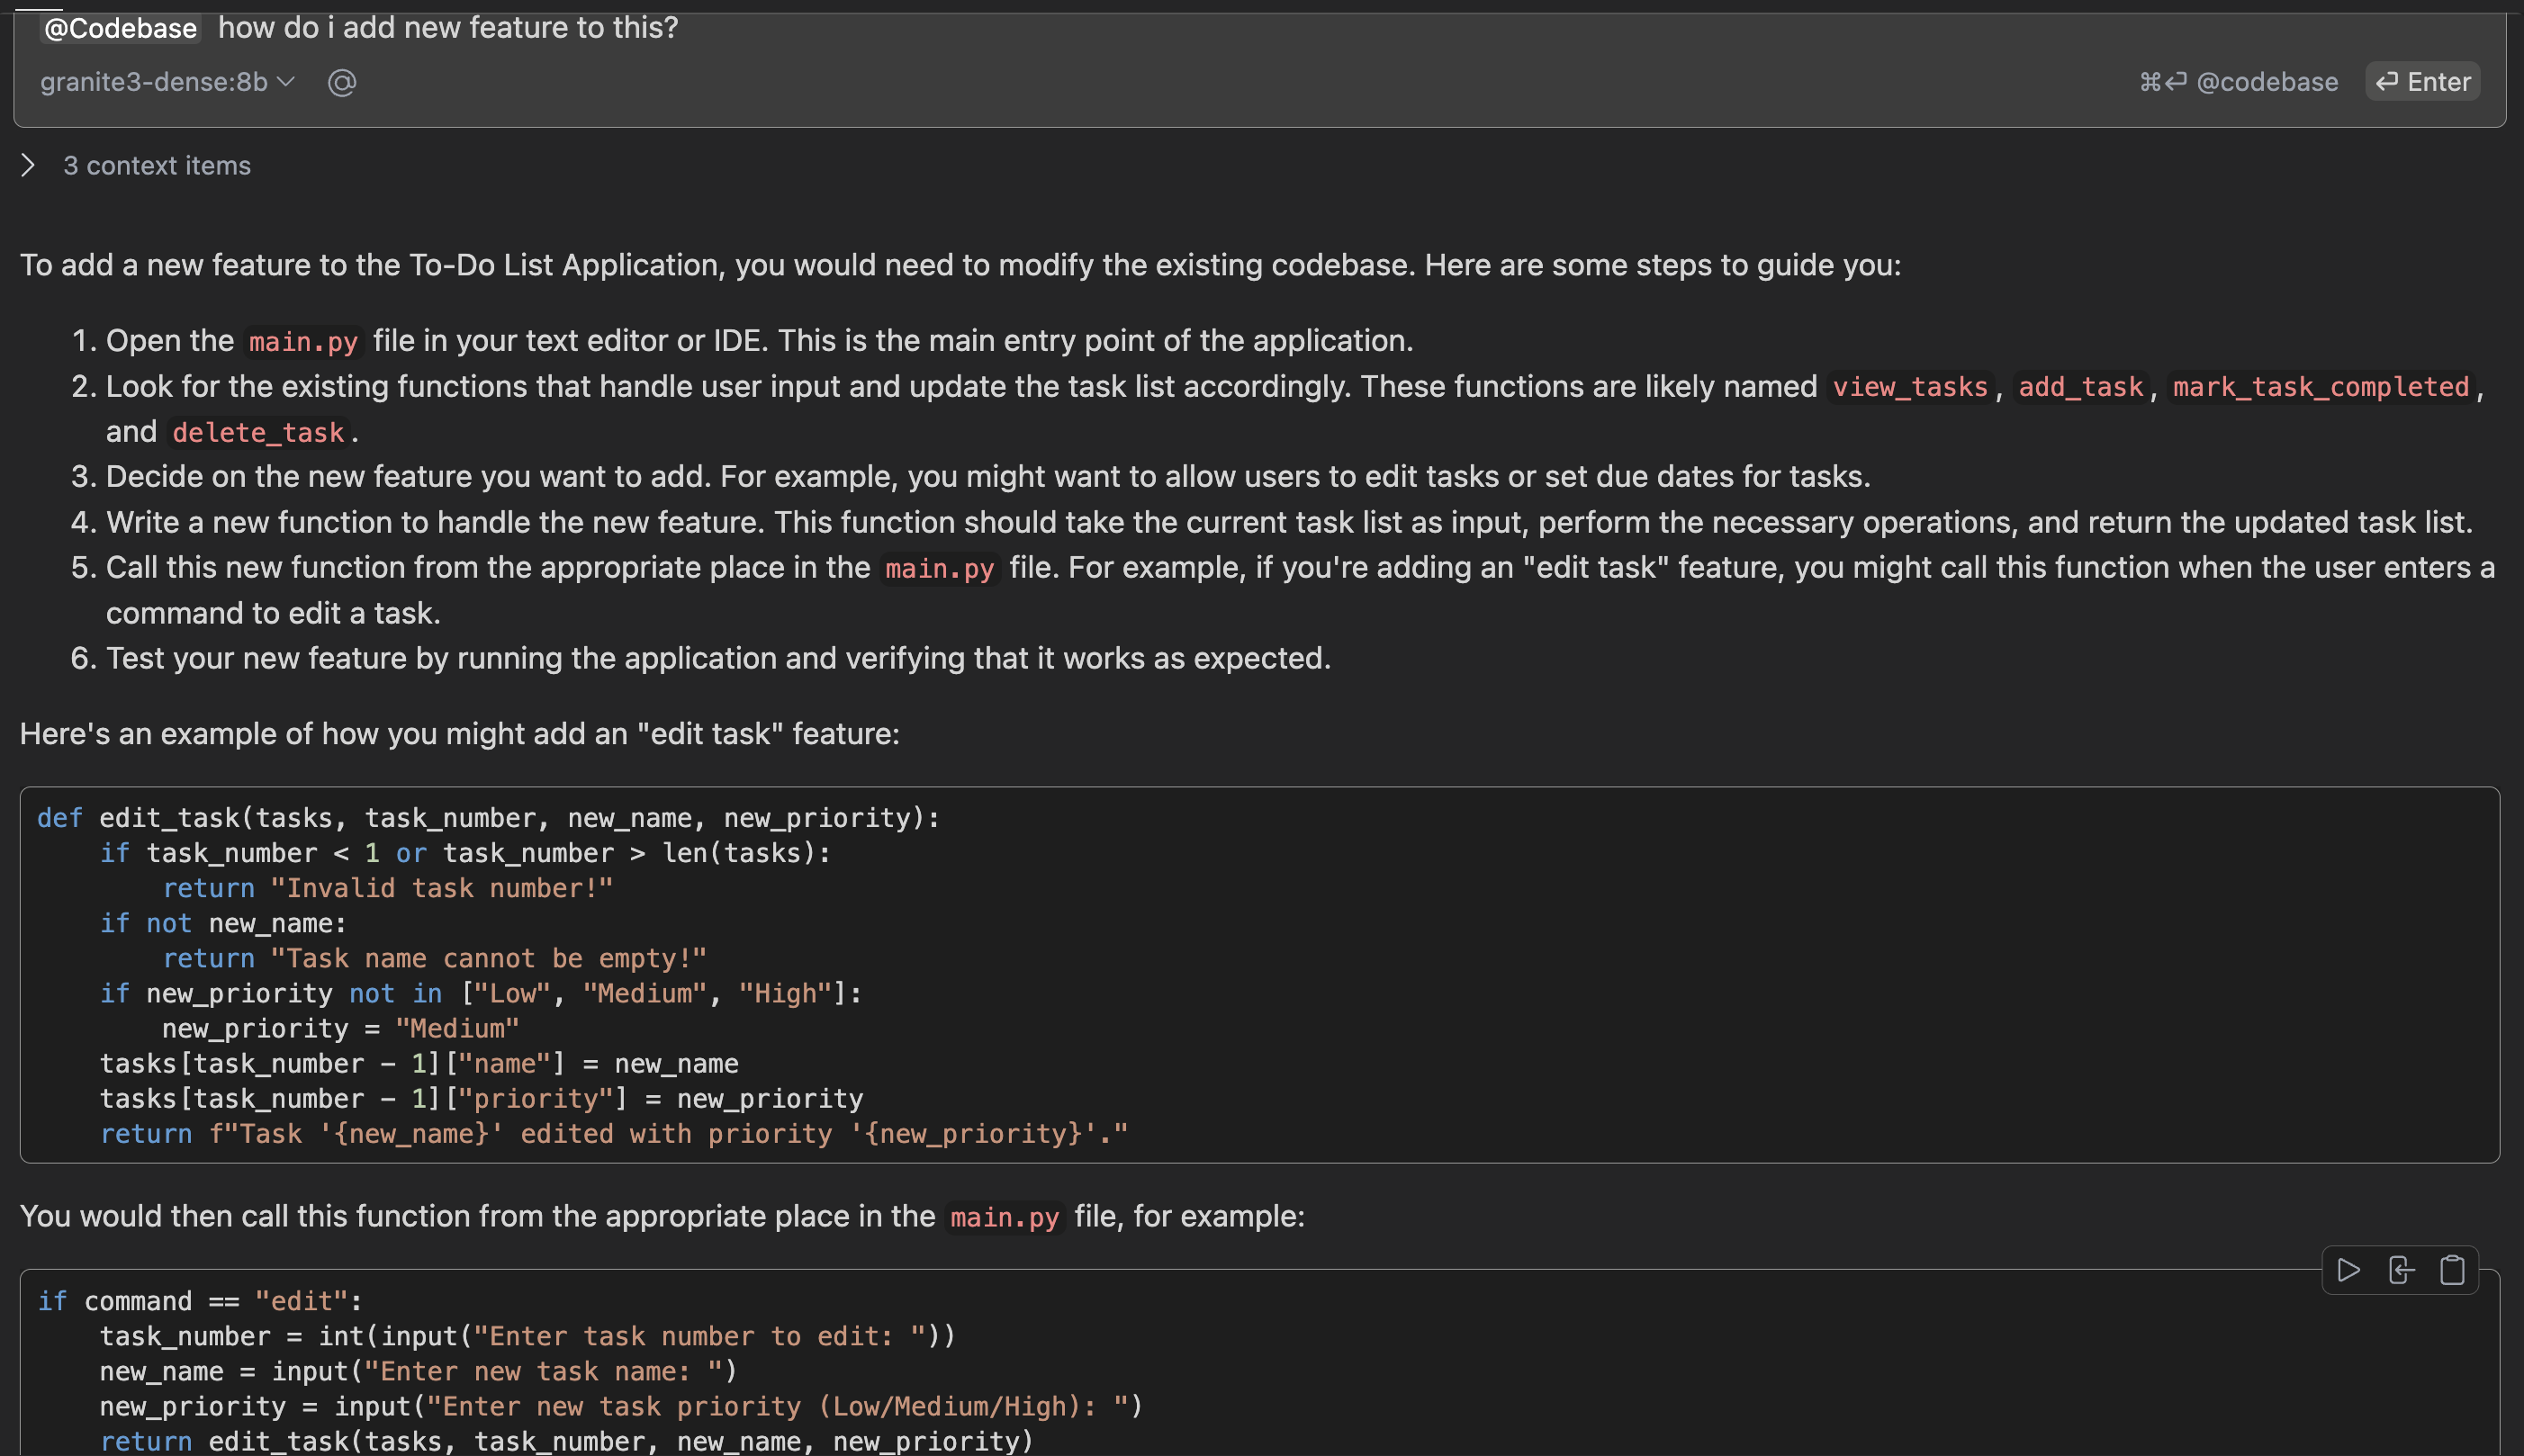 @Codebase how do i add new feature to this?
granite3-dense:8b @ ⌘⏎ @codebase ⏎ Enter
3 context items
To add a new feature to the To-Do List Application, you would need to modify the existing codebase. Here are some steps to guide you:
1. Open the main.py file in your text editor or IDE. This is the main entry point of the application.
2. Look for the existing functions that handle user input and update the task list accordingly. These functions are likely named view_tasks, add_task, mark_task_completed,
and delete_task.
3. Decide on the new feature you want to add. For example, you might want to allow users to edit tasks or set due dates for tasks.
4. Write a new function to handle the new feature. This function should take the current task list as input, perform the necessary operations, and return the updated task list.
5. Call this new function from the appropriate place in the main.py file. For example, if you're adding an "edit task" feature, you might call this function when the user enters a
command to edit a task.
6. Test your new feature by running the application and verifying that it works as expected.
Here's an example of how you might add an "edit task" feature:
def edit_task(tasks, task_number, new_name, new_priority):
    if task_number < 1 or task_number > len(tasks):
        return "Invalid task number!"
    if not new_name:
        return "Task name cannot be empty!"
    if new_priority not in ["Low", "Medium", "High"]:
        new_priority = "Medium"
    tasks[task_number - 1]["name"] = new_name
    tasks[task_number - 1]["priority"] = new_priority
    return f"Task '{new_name}' edited with priority '{new_priority}'."
You would then call this function from the appropriate place in the main.py file, for example:
if command == "edit":
    task_number = int(input("Enter task number to edit: "))
    new_name = input("Enter new task name: ")
    new_priority = input("Enter new task priority (Low/Medium/High): ")
    return edit_task(tasks, task_number, new_name, new_priority)